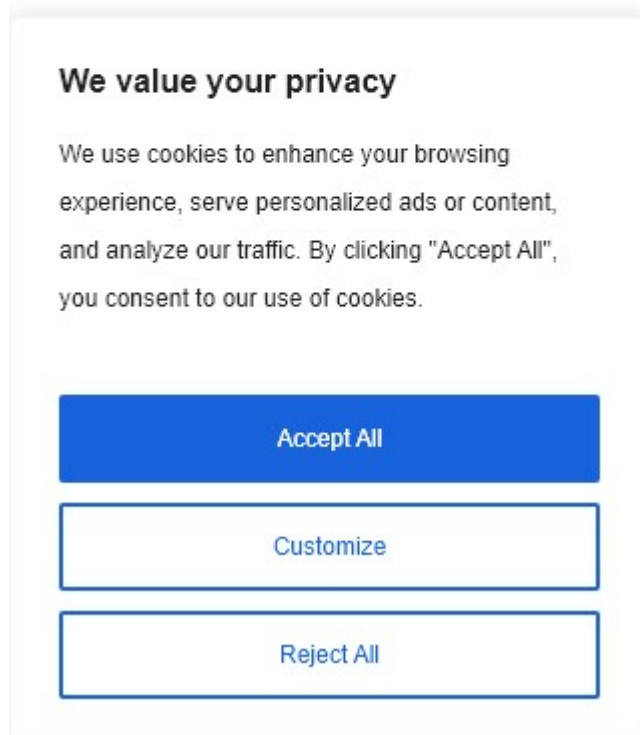 We value your privacy
We use cookies to enhance your browsing
experience, serve personalized ads or content,
and analyze our traffic. By clicking "Accept All",
you consent to our use of cookies.
Accept All
Customize
Reject All